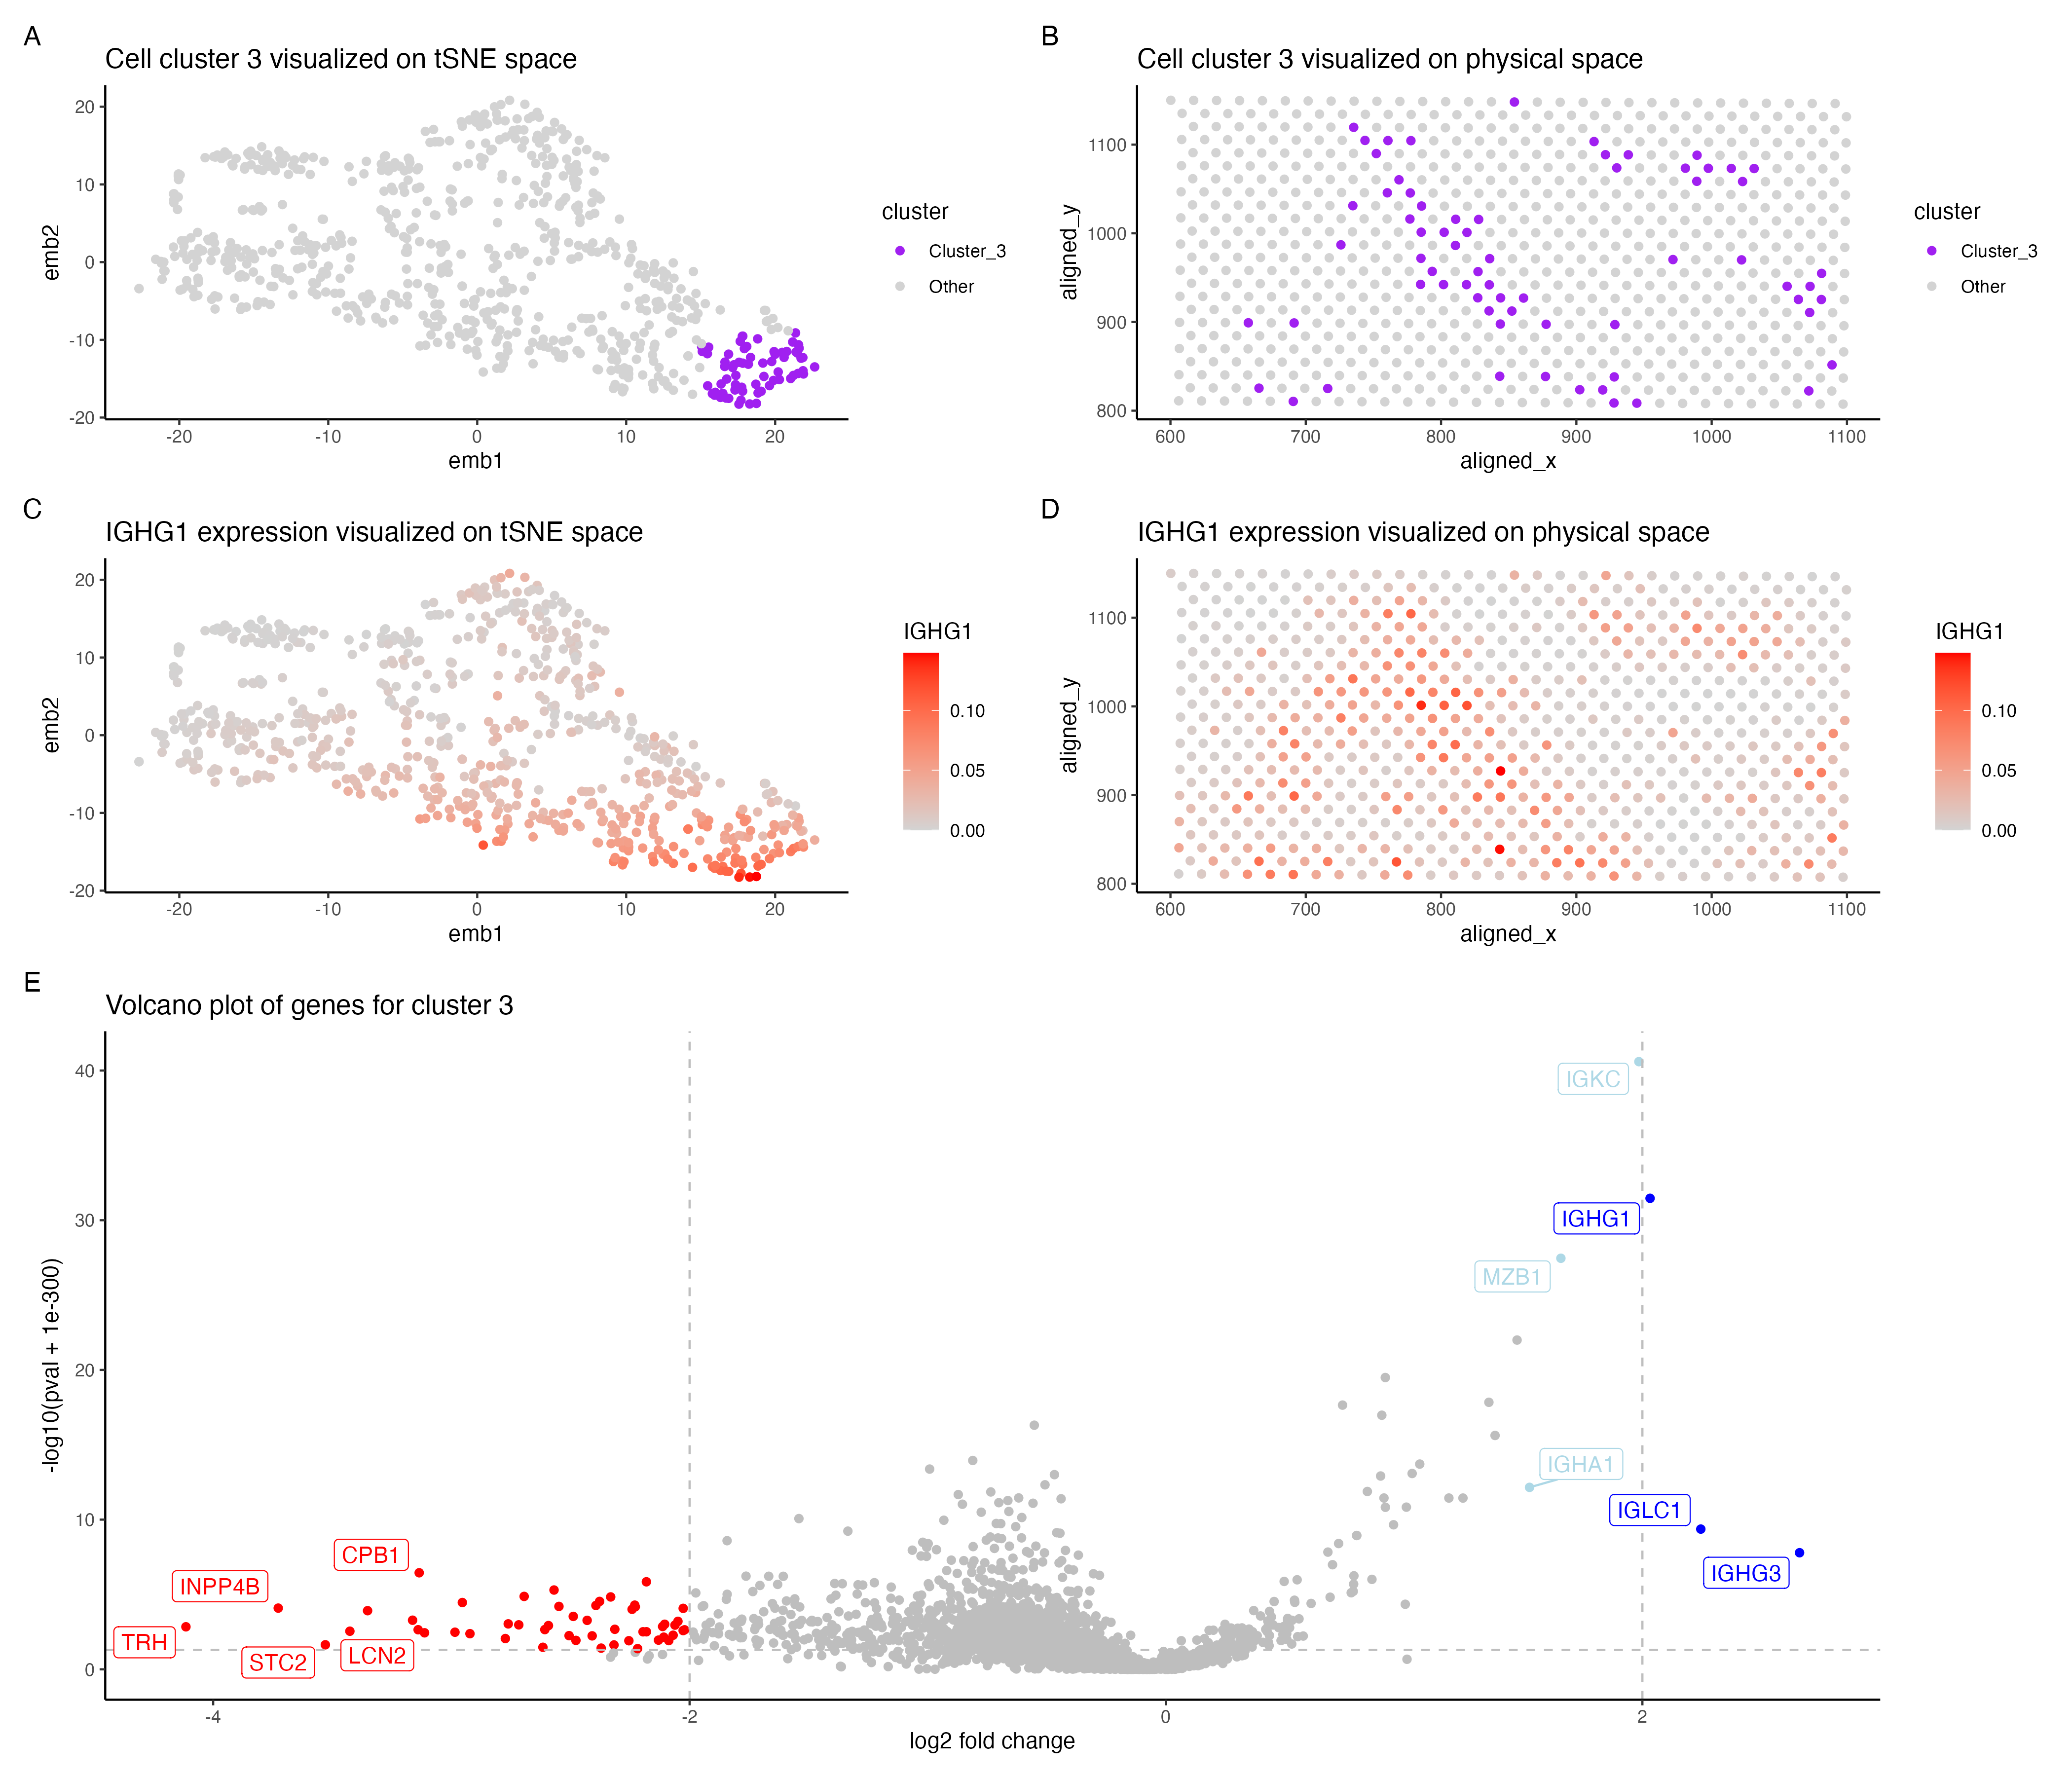 A
Cell cluster 3 visualized on tSNE space
20
10
0
-10
-20
emb2
-20
-10
0
10
20
emb1
cluster
Cluster_3
Other
B
Cell cluster 3 visualized on physical space
1100
1000
900
800
aligned_y
600
700
800
900
1000
1100
aligned_x
cluster
Cluster_3
Other
C
IGHG1 expression visualized on tSNE space
20
10
0
-10
-20
emb2
-20
-10
0
10
20
emb1
IGHG1
0.10
0.05
0.00
D
IGHG1 expression visualized on physical space
1100
1000
900
800
aligned_y
600
700
800
900
1000
1100
aligned_x
IGHG1
0.10
0.05
0.00
E
Volcano plot of genes for cluster 3
40
30
20
10
0
-log10(pval + 1e-300)
IGKC
IGHG1
MZB1
IGHA1
IGLC1
IGHG3
CPB1
INPP4B
TRH
STC2
LCN2
-4
-2
0
2
log2 fold change